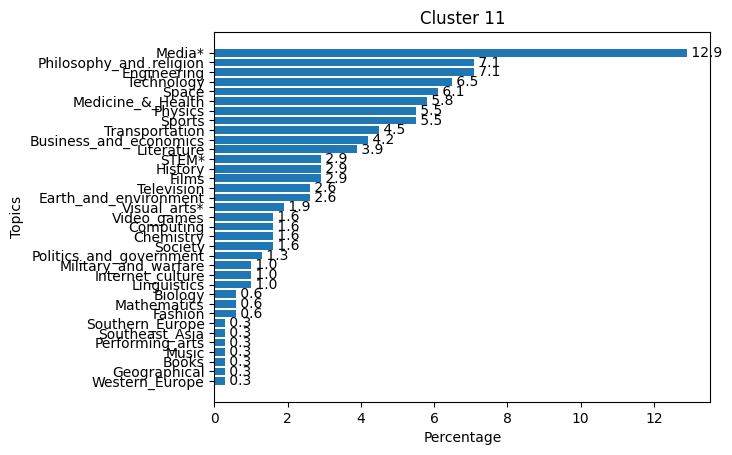 Cluster 11
Media* 12.9
Philosophy_and_religion 7.1
Engineering 7.1
Technology 6.5
Space 6.1
Medicine_&_Health 5.8
Physics 5.5
Sports 5.5
Transportation 4.5
Business_and_economics 4.2
Literature 3.9
STEM* 2.9
History 2.9
Films 2.9
Television 2.6
Earth_and_environment 2.6
Visual_arts* 1.9
Video_games 1.6
Computing 1.6
Chemistry 1.6
Society 1.6
Politics_and_government 1.3
Military_and_warfare 1.0
Internet_culture 1.0
Linguistics 1.0
Biology 0.6
Mathematics 0.6
Fashion 0.6
Southern_Europe 0.3
Southeast_Asia 0.3
Performing_arts 0.3
Music 0.3
Books 0.3
Geographical 0.3
Western_Europe 0.3
Topics
0 2 4 6 8 10 12
Percentage